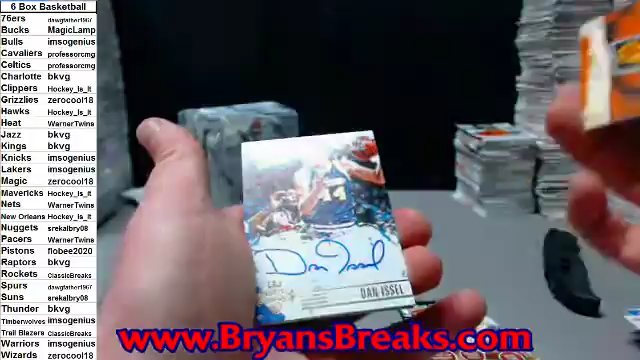 6 Box Basketball
76ers dawgfather1967
Bucks MagicLamp
Bulls imsogenius
Cavaliers professorcmg
Celtics professorcmg
Charlotte bkvg
Clippers Hockey_Is_It
Grizzlies zerocool18
Hawks Hockey_Is_It
Heat WarnerTwins
Jazz bkvg
Kings bkvg
Knicks imsogenius
Lakers imsogenius
Magic zerocool18
Mavericks Hockey_Is_It
Nets WarnerTwins
New Orleans Hockey_Is_It
Nuggets srekalbry08
Pacers WarnerTwins
Pistons flobee2020
Raptors bkvg
Rockets ClassicBreaks
Spurs dawgfather1967
Suns srekalbry08
Thunder bkvg
Timberwolves imsogenius
Trail Blazers ClassicBreaks
Warriors imsogenius
Wizards zerocool18
44
Dan Issel
DAN ISSEL
www.BryansBreaks.com